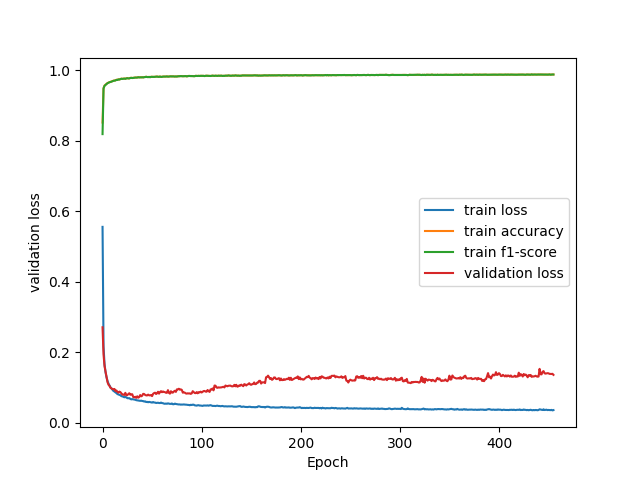 1.0
0.8
0.6
0.4
0.2
0.0
validation loss
train loss
train accuracy
train f1-score
validation loss
0 100 200 300 400
Epoch